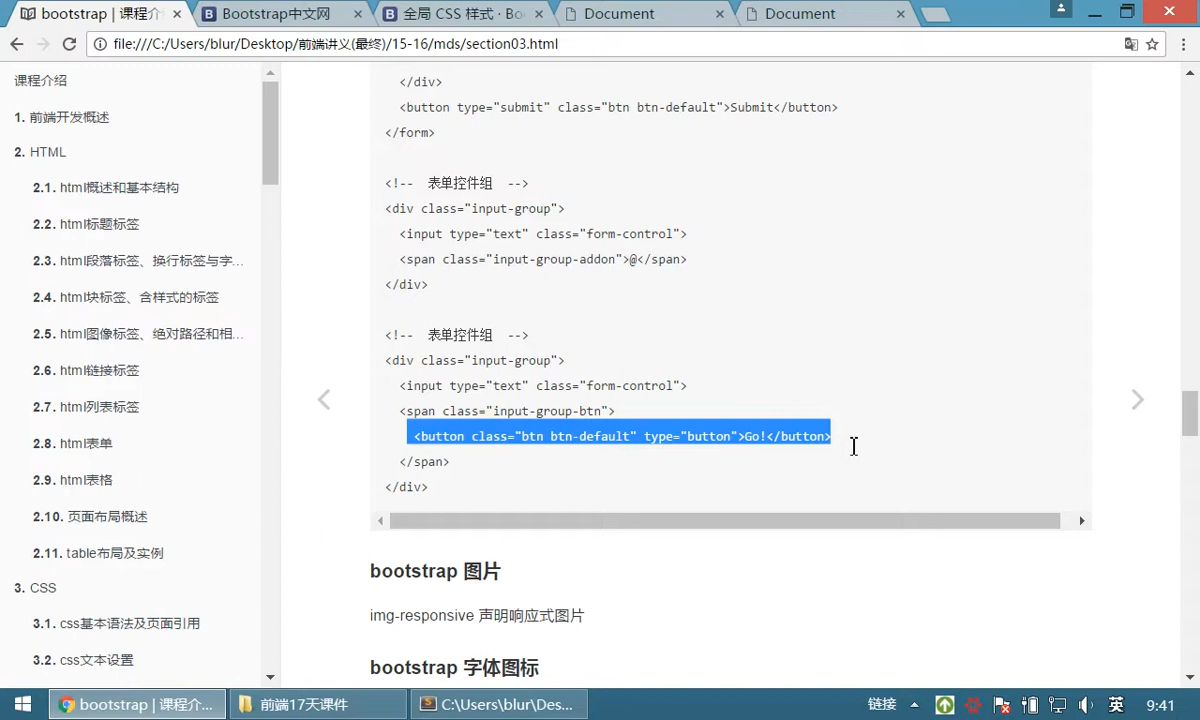 bootstrap | 课程介
Bootstrap中文网
全局 CSS 样式 · Bo
Document
Document
file:///C:/Users/blur/Desktop/前端讲义(最终)/15-16/mds/section03.html
课程介绍
1. 前端开发概述
2. HTML
2.1. html概述和基本结构
2.2. html标题标签
2.3. html段落标签、换行标签与字...
2.4. html块标签、含样式的标签
2.5. html图像标签、绝对路径和相...
2.6. html链接标签
2.7. html列表标签
2.8. html表单
2.9. html表格
2.10. 页面布局概述
2.11. table布局及实例
3. CSS
3.1. css基本语法及页面引用
3.2. css文本设置
</div>
<button type="submit" class="btn btn-default">Submit</button>
</form>
<!-- 表单控件组 -->
<div class="input-group">
<input type="text" class="form-control">
<span class="input-group-addon">@</span>
</div>
<!-- 表单控件组 -->
<div class="input-group">
<input type="text" class="form-control">
<span class="input-group-btn">
<button class="btn btn-default" type="button">Go!</button>
</span>
</div>
bootstrap 图片
img-responsive 声明响应式图片
bootstrap 字体图标
bootstrap | 课程介...
前端17天课件
C:\Users\blur\Des...
链接
英
9:41